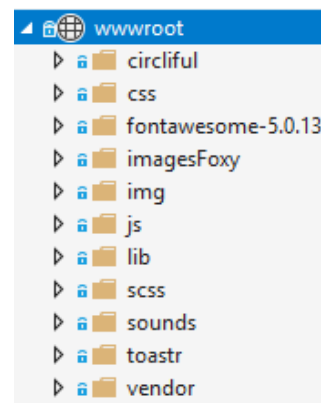 wwwroot
circliful
css
fontawesome-5.0.13
imagesFoxy
img
js
lib
scss
sounds
toastr
vendor